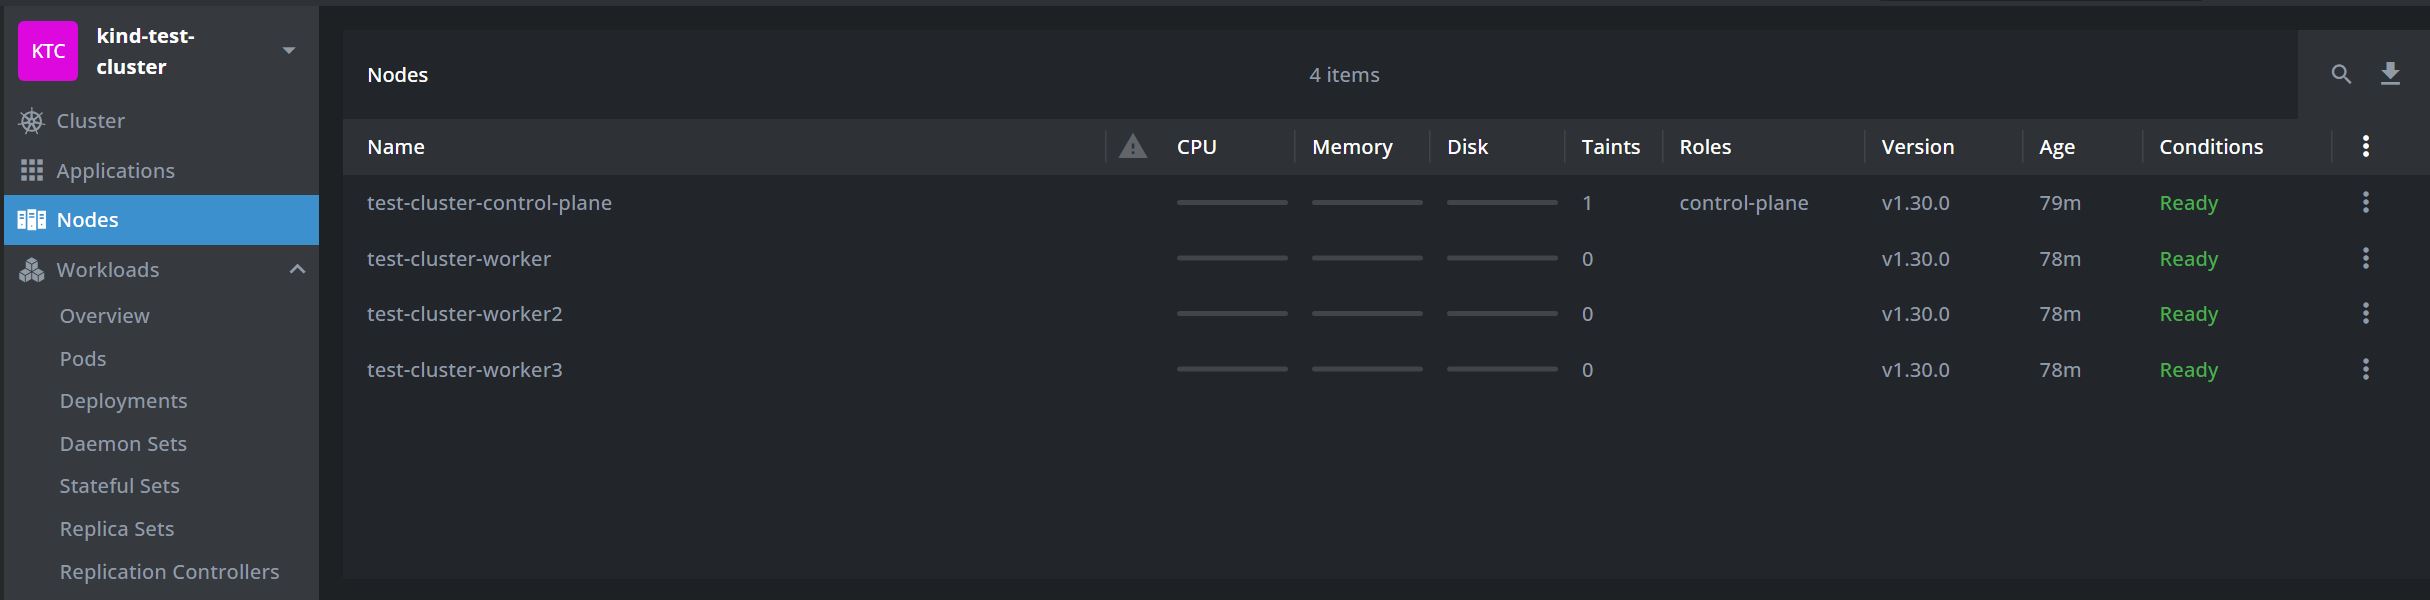 KTC
kind-test-
cluster
Cluster
Applications
Nodes
Workloads
Overview
Pods
Deployments
Daemon Sets
Stateful Sets
Replica Sets
Replication Controllers
Nodes 4 items
Name CPU Memory Disk Taints Roles Version Age Conditions
test-cluster-control-plane 1 control-plane v1.30.0 79m Ready
test-cluster-worker 0 v1.30.0 78m Ready
test-cluster-worker2 0 v1.30.0 78m Ready
test-cluster-worker3 0 v1.30.0 78m Ready